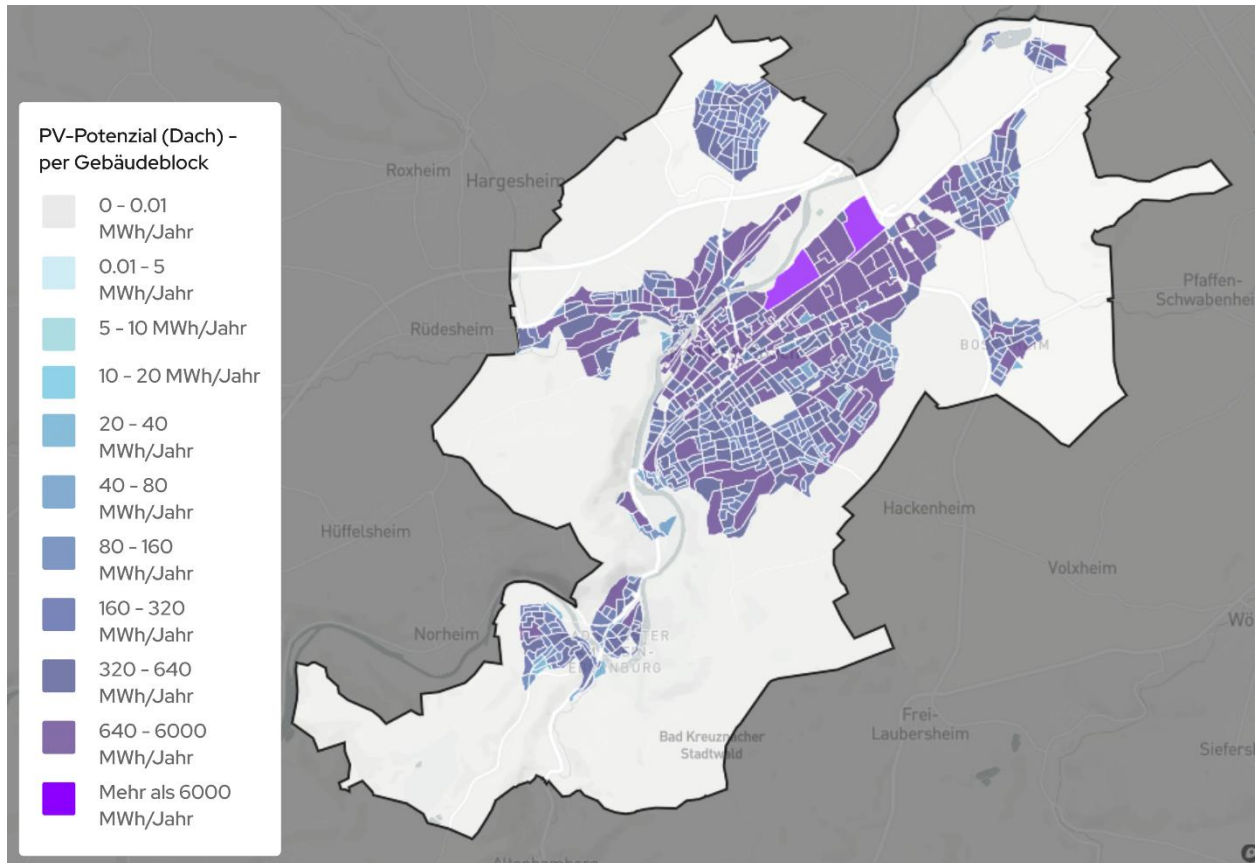 PV-Potenzial (Dach) -
per Gebäudeblock
0 - 0.01
MWh/Jahr
0.01 - 5
MWh/Jahr
5 - 10 MWh/Jahr
10 - 20 MWh/Jahr
20 - 40
MWh/Jahr
40 - 80
MWh/Jahr
80 - 160
MWh/Jahr
160 - 320
MWh/Jahr
320 - 640
MWh/Jahr
640 - 6000
MWh/Jahr
Mehr als 6000
MWh/Jahr
Roxheim
Hargesheim
Rüdesheim
Pfaffen-
Schwabenhei
Hüffelsheim
Hackenheim
Volxheim
Norheim
Bad Kreuznacher
Stadtwald
Frei-
Laubersheim
Wö
Siefersh